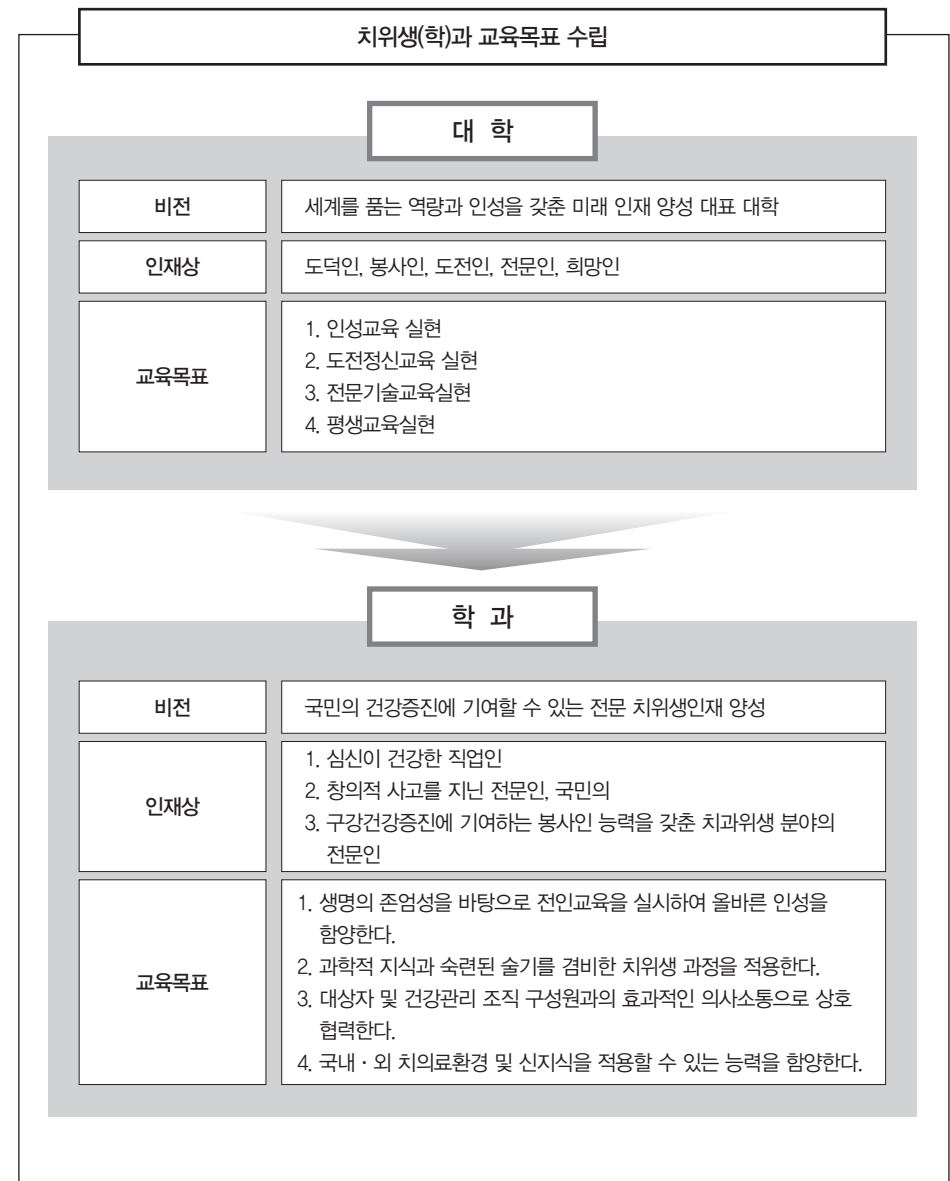 치위생(학)과 교육목표 수립
대 학
비전
세계를 품는 역량과 인성을 갖춘 미래 인재 양성 대표 대학
인재상
도덕인, 봉사인, 도전인, 전문인, 희망인
교육목표
1. 인성교육 실현
2. 도전정신교육 실현
3. 전문기술교육실현
4. 평생교육실현
학 과
비전
국민의 건강증진에 기여할 수 있는 전문 치위생인재 양성
인재상
1. 심신이 건강한 직업인
2. 창의적 사고를 지닌 전문인, 국민의
3. 구강건강증진에 기여하는 봉사인 능력을 갖춘 치과위생 분야의
전문인
교육목표
1. 생명의 존엄성을 바탕으로 전인교육을 실시하여 올바른 인성을
함양한다.
2. 과학적 지식과 숙련된 술기를 겸비한 치위생 과정을 적용한다.
3. 대상자 및 건강관리 조직 구성원과의 효과적인 의사소통으로 상호
협력한다.
4. 국내 · 외 치의료환경 및 신지식을 적용할 수 있는 능력을 함양한다.